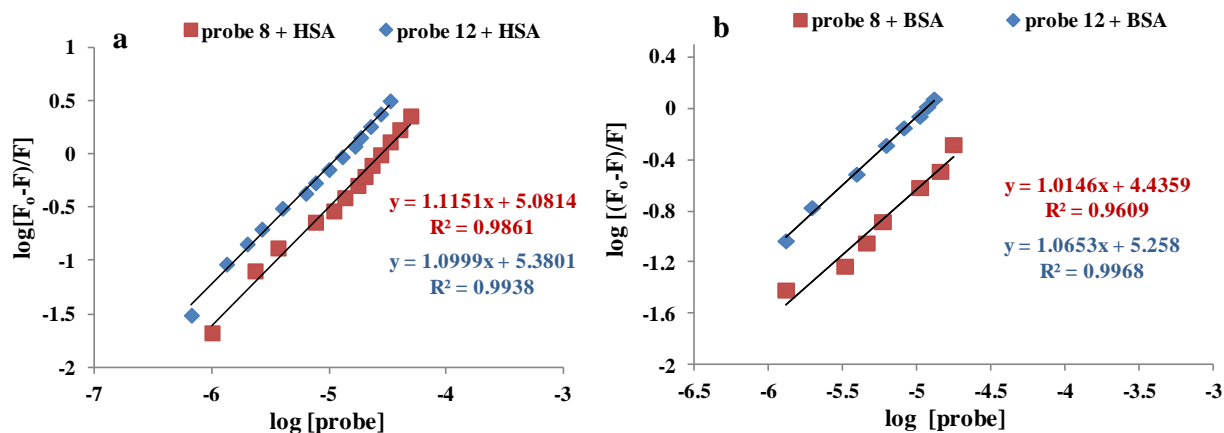 a
probe 8 + HSA
probe 12 + HSA
log[Fo-F)/F]
1
0.5
0
-0.5
-1
-1.5
-2
y = 1.1151x + 5.0814
R² = 0.9861
y = 1.0999x + 5.3801
R² = 0.9938
-7
-6
-5
-4
-3
log [probe]
b
probe 8 + BSA
probe 12 + BSA
log [(Fo-F)/F]
0.4
0
-0.4
-0.8
-1.2
-1.6
-2
y = 1.0146x + 4.4359
R² = 0.9609
y = 1.0653x + 5.258
R² = 0.9968
-6.5
-6
-5.5
-5
-4.5
-4
-3.5
-3
log [probe]